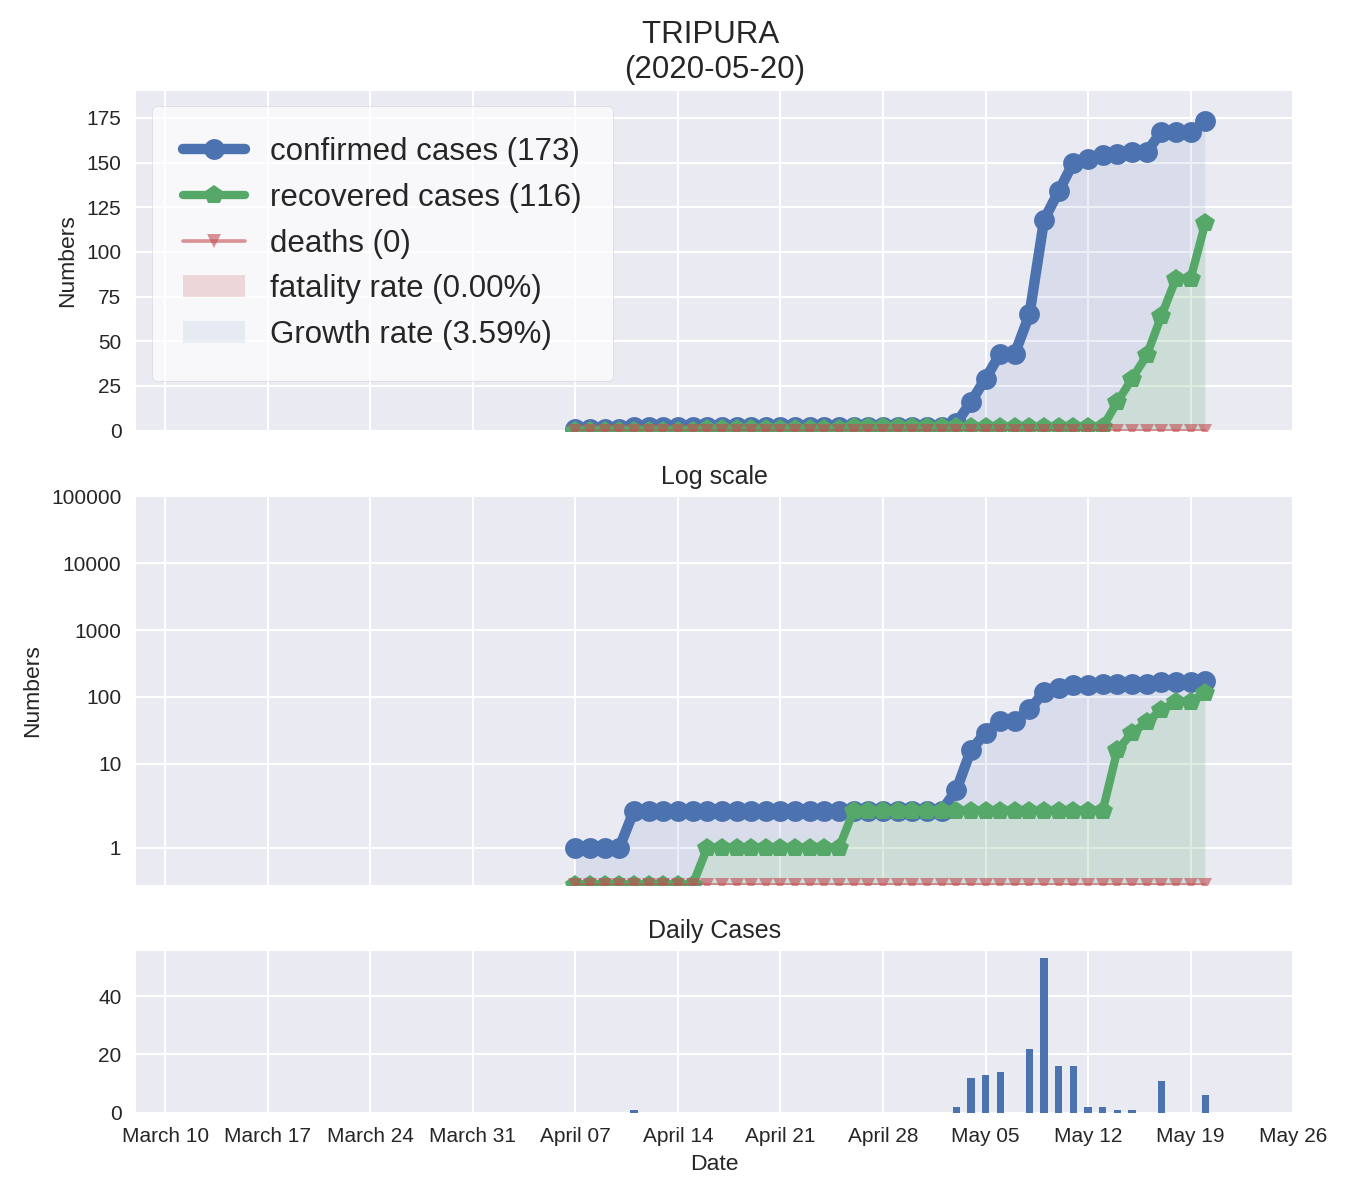 TRIPURA
(2020-05-20)
175
150
125
100
75
50
25
0
Numbers
confirmed cases (173)
recovered cases (116)
deaths (0)
fatality rate (0.00%)
Growth rate (3.59%)
Log scale
100000
10000
1000
100
10
1
Numbers
Daily Cases
40
20
0
March 10 March 17 March 24 March 31 April 07 April 14 April 21 April 28 May 05 May 12 May 19 May 26
Date